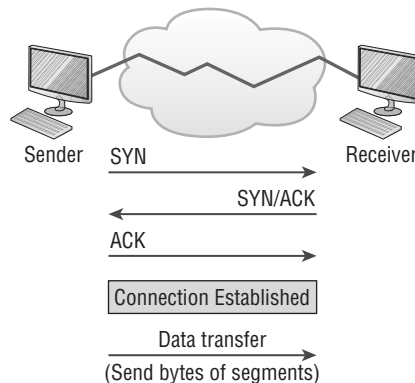 Sender
Receiver
SYN
SYN/ACK
ACK
Connection Established
Data transfer
(Send bytes of segments)